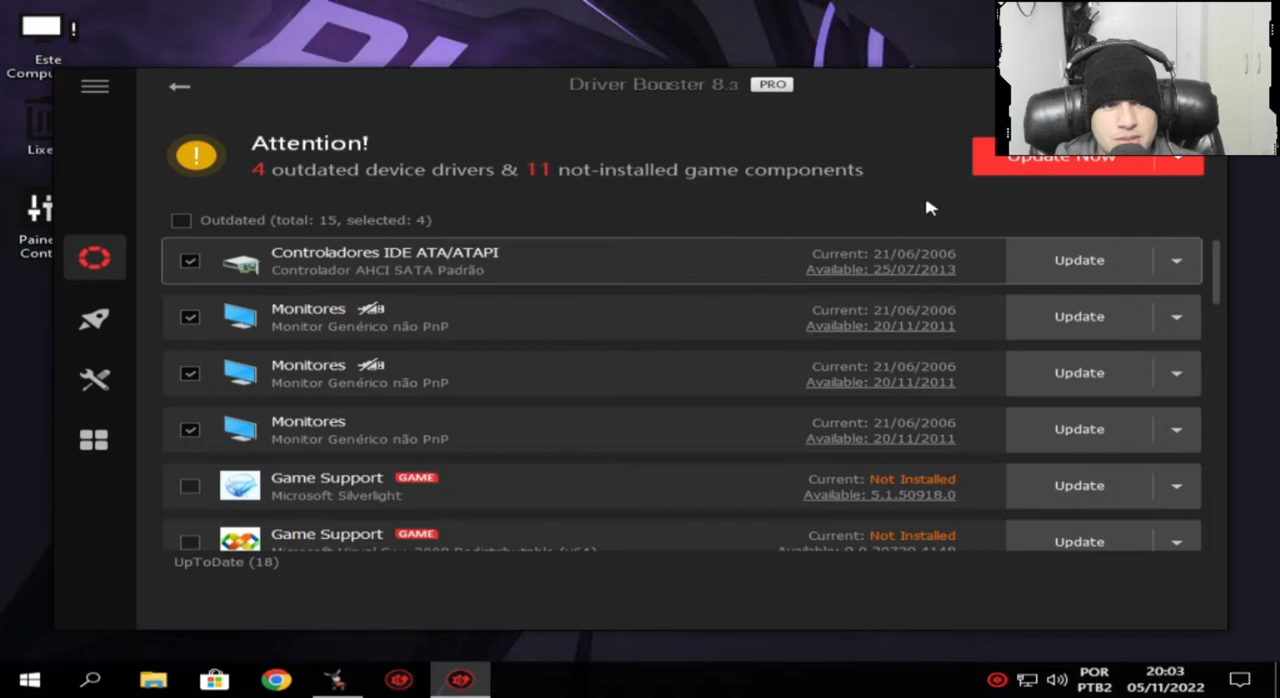 Este
Compu
Lixe
Paine
Cont
Driver Booster 8.3 PRO
Attention!
4 outdated device drivers & 11 not-installed game components
Update Now
Outdated (total: 15, selected: 4)
Controladores IDE ATA/ATAPI
Controlador AHCI SATA Padrão
Current: 21/06/2006
Available: 25/07/2013
Update
Monitores
Monitor Genérico não PnP
Current: 21/06/2006
Available: 20/11/2011
Update
Monitores
Monitor Genérico não PnP
Current: 21/06/2006
Available: 20/11/2011
Update
Monitores
Monitor Genérico não PnP
Current: 21/06/2006
Available: 20/11/2011
Update
Game Support GAME
Microsoft Silverlight
Current: Not Installed
Available: 5.1.50918.0
Update
Game Support GAME
Current: Not Installed
Update
UpToDate (18)
POR
PTB2
20:03
05/11/2022